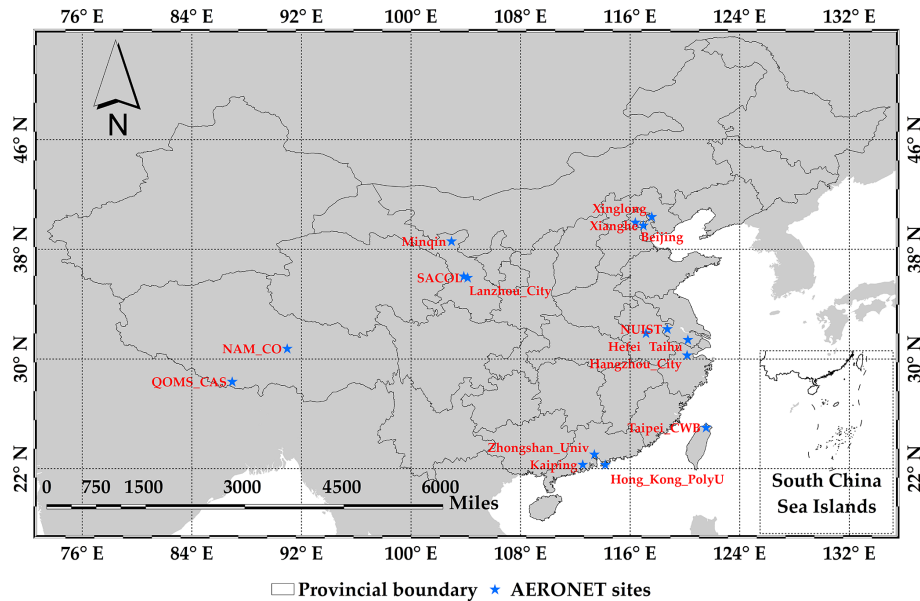 76° E 84° E 92° E 100° E 108° E 116° E 124° E 132° E
46° N 46° N
Xinglong
Xianghe
Beijing
Minqin
38° N 38° N
SACOL
Lanzhou_City
NUIST
Hefei Taihu
NAM_CO
Hangzhou_City
30° N 30° N
QOMS_CAS
Taipei_CWB
Zhongshan_Univ
Kaiping
22° N 22° N
Hong_Kong_PolyU
South China
Sea Islands
0 750 1500 3000 4500 6000
Miles
N
76° E 84° E 92° E 100° E 108° E 116° E 124° E 132° E
Provincial boundary AERONET sites